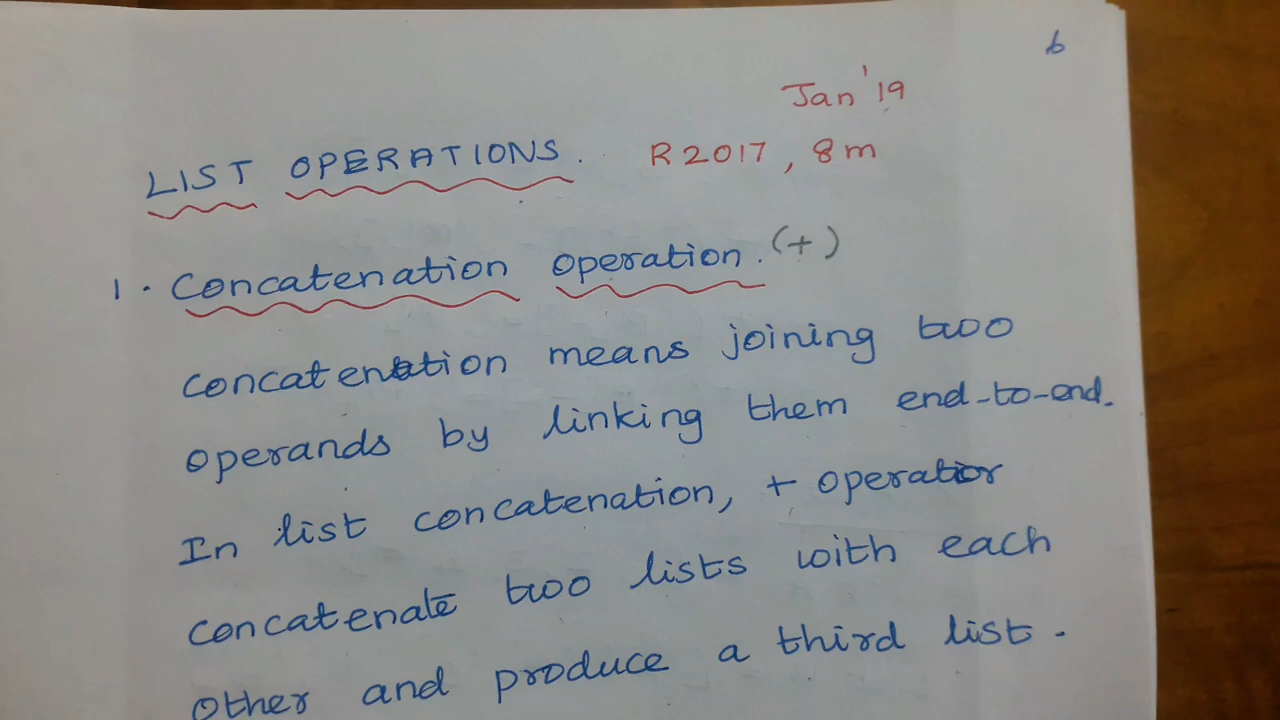 6
Jan'19
LIST OPERATIONS. R2017, 8m
1. Concatenation operation. (+)
concatenation means joining two
operands by linking them end-to-end.
In list concatenation, + operator
concatenate two lists with each
other and produce a third list.